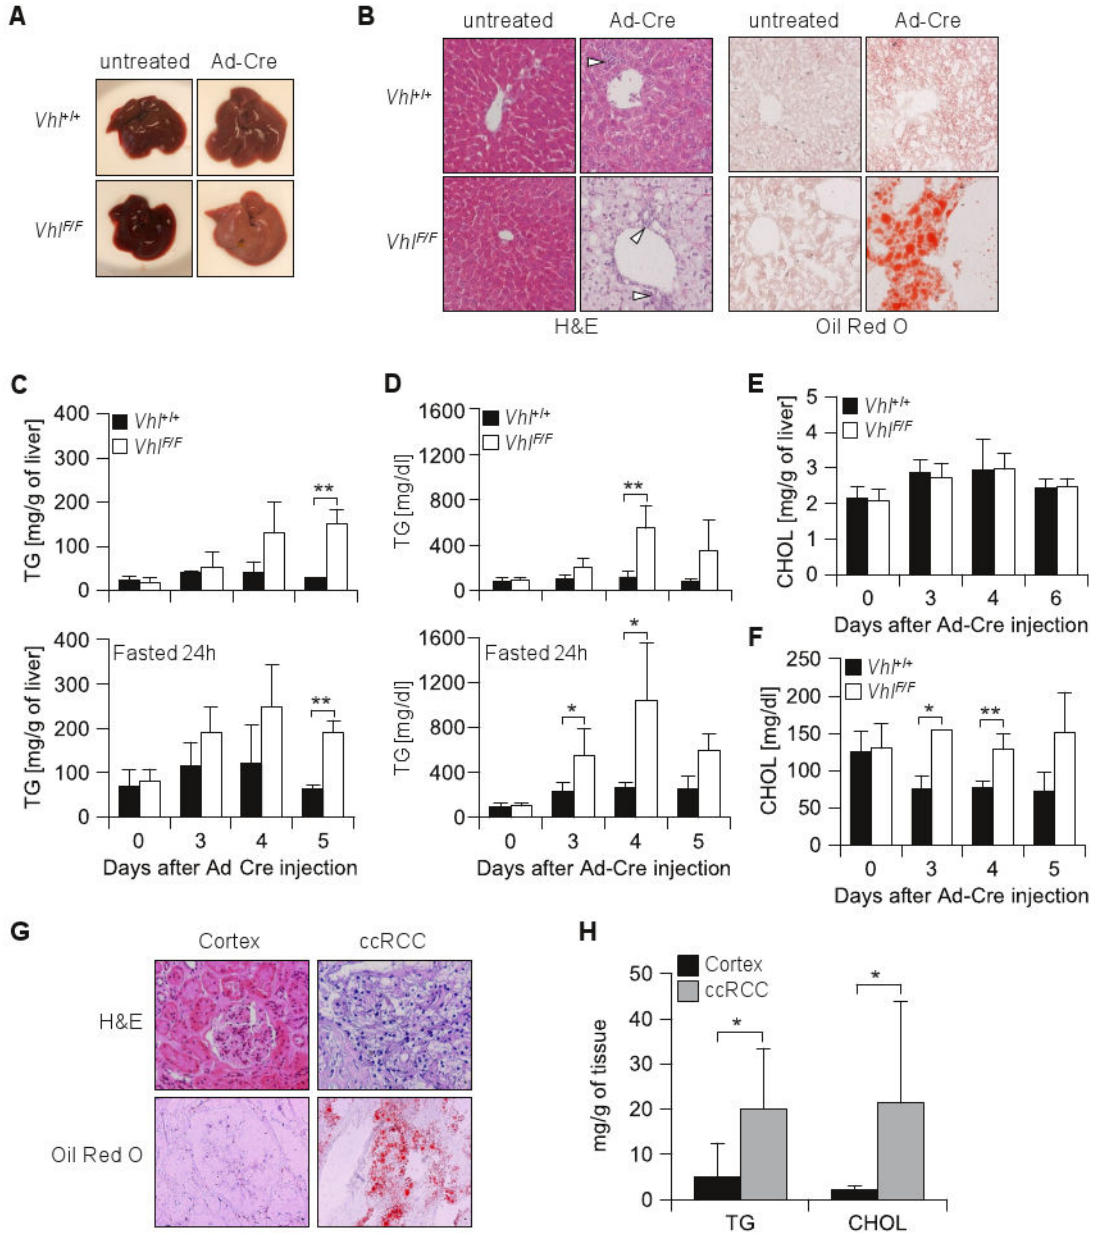 A
untreated
Ad-Cre
Vhl+/+
VhlF/F
B
untreated
Ad-Cre
untreated
Ad-Cre
Vhl+/+
VhlF/F
H&E
Oil Red O
C
TG [mg/g of liver]
400
300
200
100
0
Vhl+/+
VhlF/F
**
TG [mg/g of liver]
400
300
200
100
0
Fasted 24h
**
0 3 4 5
Days after Ad Cre injection
D
TG [mg/dl]
1600
1200
800
400
0
Vhl+/+
VhlF/F
**
TG [mg/dl]
1600
1200
800
400
0
Fasted 24h
*
*
0 3 4 5
Days after Ad-Cre injection
E
CHOL [mg/g of liver]
5
4
3
2
1
0
Vhl+/+
VhlF/F
0 3 4 6
Days after Ad-Cre injection
F
CHOL [mg/dl]
250
200
150
100
50
0
Vhl+/+
VhlF/F
*
**
0 3 4 5
Days after Ad-Cre injection
G
Cortex
ccRCC
H&E
Oil Red O
H
mg/g of tissue
50
40
30
20
10
0
Cortex
ccRCC
*
*
TG
CHOL